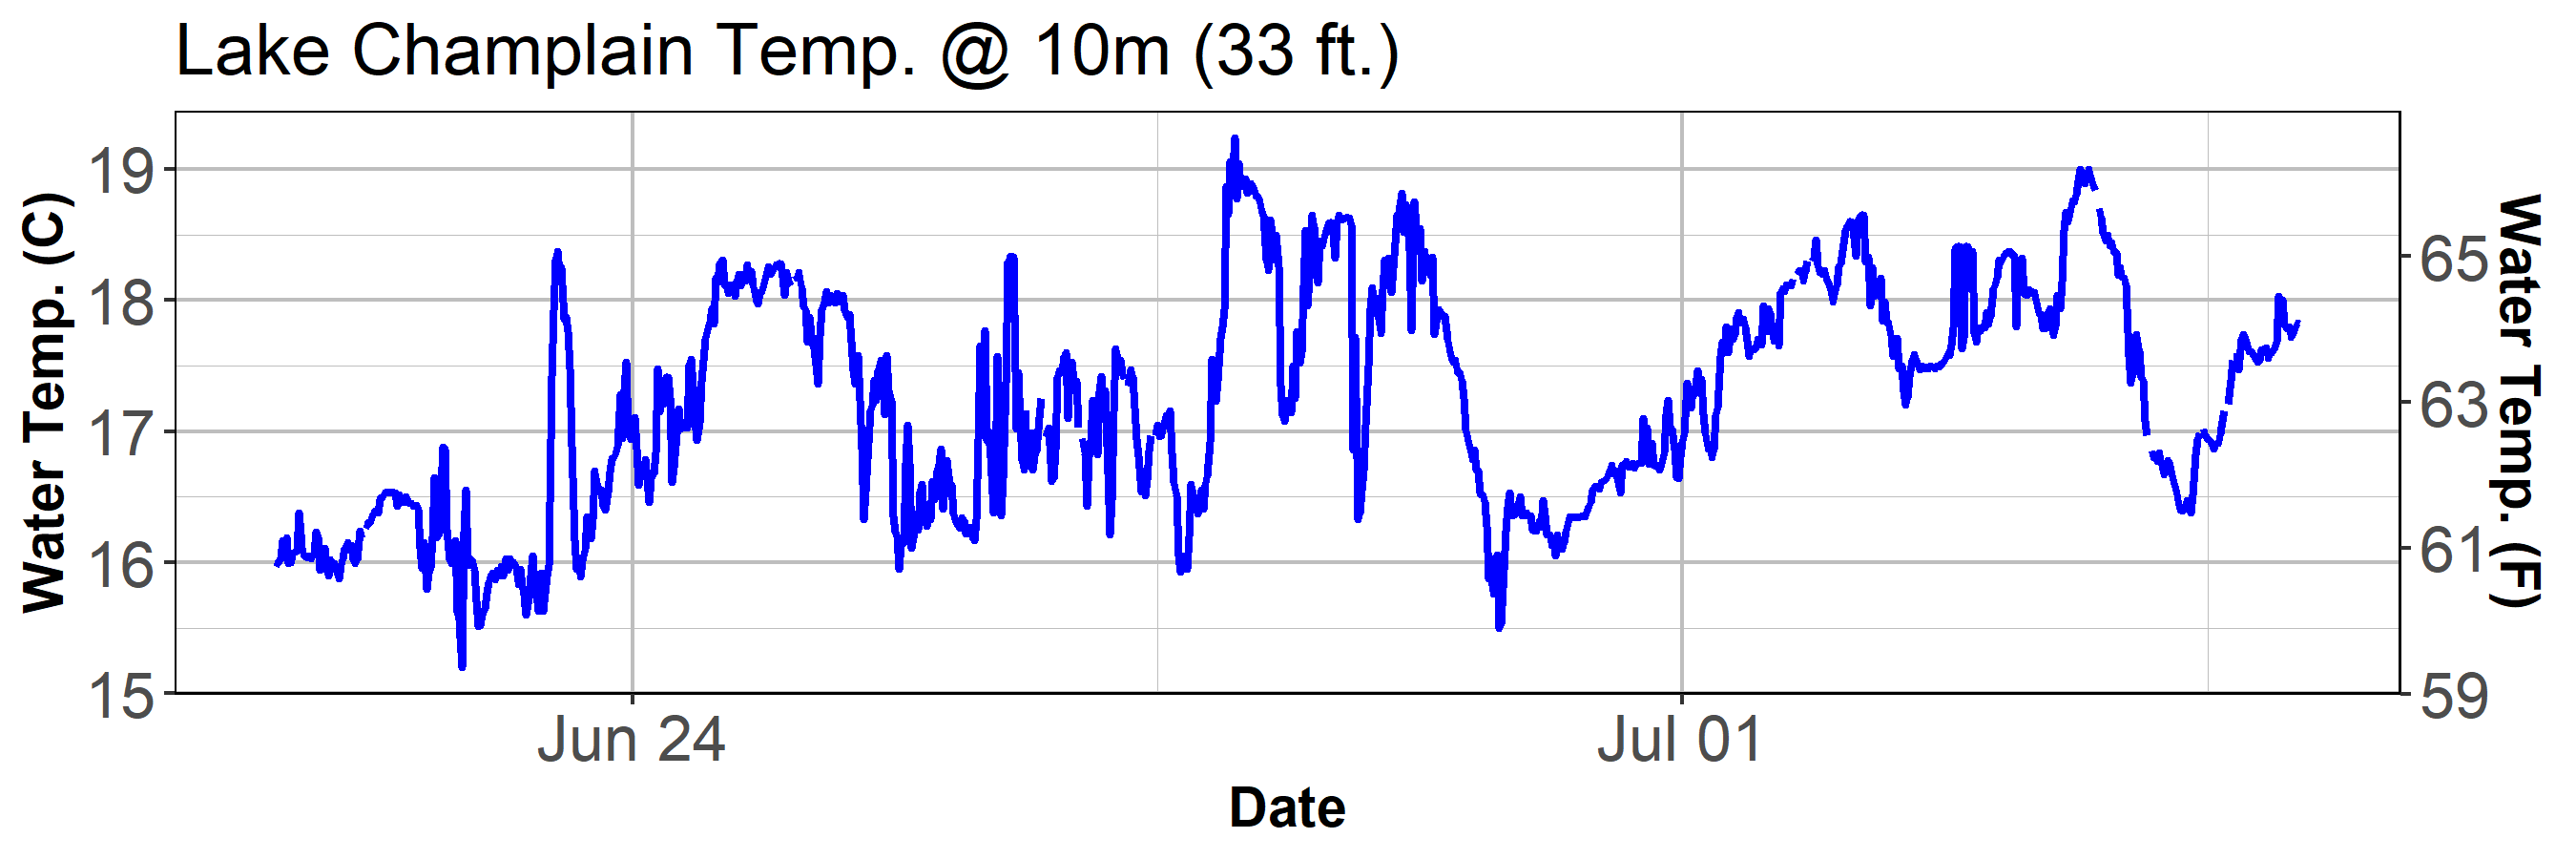 Lake Champlain Temp. @ 10m (33 ft.)
Water Temp. (C)
19
18
17
16
15
65
63
61
59
Water Temp. (F)
Jun 24
Jul 01
Date